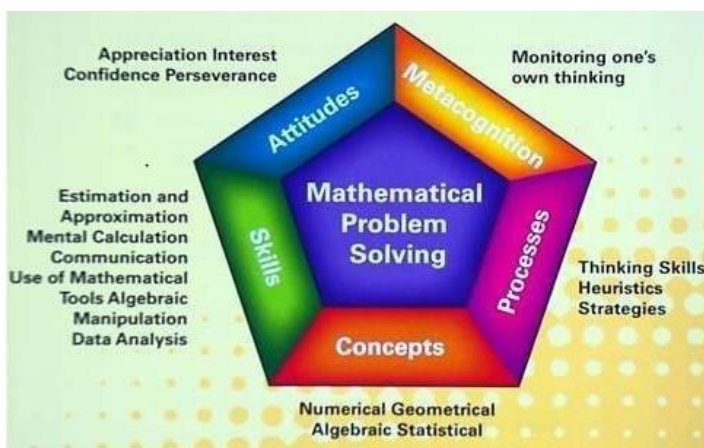 Appreciation Interest
Confidence Perseverance
Monitoring one's
own thinking
Attitudes
Metacognition
Estimation and
Approximation
Mental Calculation
Communication
Use of Mathematical
Tools Algebraic
Manipulation
Data Analysis
Skills
Mathematical
Problem
Solving
Processes
Thinking Skills
Heuristics
Strategies
Concepts
Numerical Geometrical
Algebraic Statistical